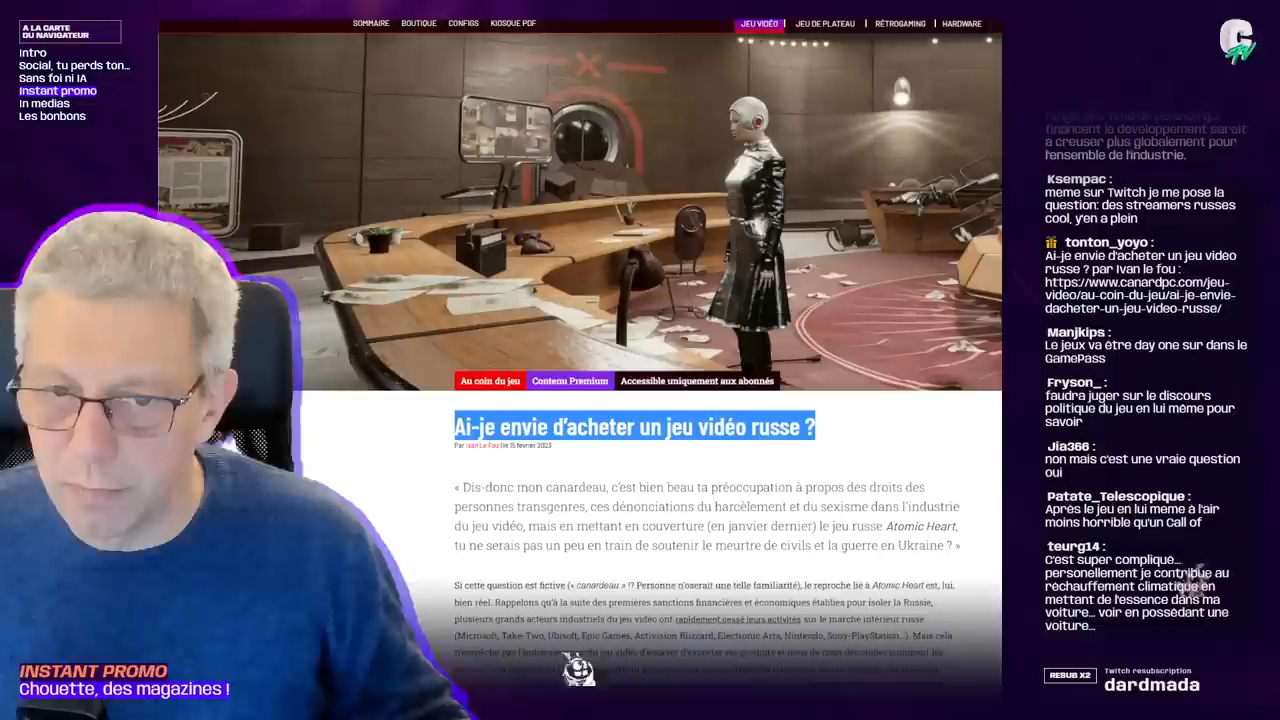 A LA CARTE
DU NAVIGATEUR
Intro
Social, tu perds ton...
Sans foi ni IA
Instant promo
In médias
Les bonbons
SOMMAIRE BOUTIQUE CONFIGS KIOSQUE PDF
JEU VIDÉO JEU DE PLATEAU RÉTROGAMING HARDWARE
Au coin du jeu Contenu Premium Accessible uniquement aux abonnés
Ai-je envie d'acheter un jeu vidéo russe ?
Par Ivan Le Fou | le 15 février 2023
« Dis-donc mon canardeau, c'est bien beau ta préoccupation à propos des droits des
personnes transgenres, ces dénonciations du harcèlement et du sexisme dans l'industrie
du jeu vidéo, mais en mettant en couverture (en janvier dernier) le jeu russe Atomic Heart,
tu ne serais pas un peu en train de soutenir le meurtre de civils et la guerre en Ukraine ? »
Si cette question est fictive (« canardeau » !? Personne n'oserait une telle familiarité), le reproche lié à Atomic Heart est, lui,
bien réel. Rappelons qu'à la suite des premières sanctions financières et économiques établies pour isoler la Russie,
plusieurs grands acteurs industriels du jeu vidéo ont rapidement cessé leurs activités sur le marché intérieur russe
(Microsoft, Take-Two, Ubisoft, Epic Games, Activision Blizzard, Electronic Arts, Nintendo, Sony-PlayStation...). Mais cela
financent le développement serait
à creuser plus globalement pour
l'ensemble de l'industrie.
Ksempac :
meme sur Twitch je me pose la
question: des streamers russes
cool, y'en a plein
tonton_yoyo :
Ai-je envie d'acheter un jeu vidéo
russe ? par Ivan le fou :
https://www.canardpc.com/jeu-
video/au-coin-du-jeu/ai-je-envie-
dacheter-un-jeu-video-russe/
Manjkips :
Le jeux va être day one sur dans le
GamePass
Fryson_ :
faudra juger sur le discours
politique du jeu en lui même pour
savoir
Jia366 :
non mais c'est une vraie question
oui
Patate_Telescopique :
Après le jeu en lui meme à l'air
moins horrible qu'un Call of
teurg14 :
C'est super compliqué...
personellement je contribue au
réchauffement climatique en
mettant de l'essence dans ma
voiture... voir en possédant une
voiture...
INSTANT PROMO
Chouette, des magazines !
RESUB X2 Twitch resubscription
dardmada